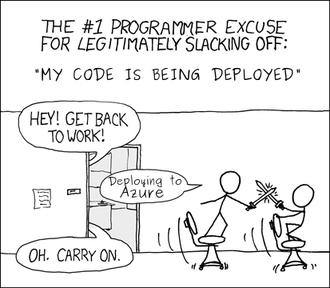 THE #1 PROGRAMMER EXCUSE
FOR LEGITIMATELY SLACKING OFF:
"MY CODE IS BEING DEPLOYED"
HEY! GET BACK
TO WORK!
Deploying to
Azure
OH. CARRY ON.